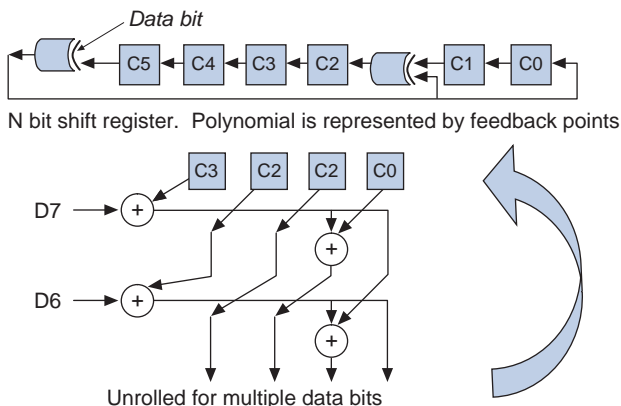 Data bit
C5 C4 C3 C2 C1 C0
N bit shift register. Polynomial is represented by feedback points
C3 C2 C2 C0
D7 +
+
D6 +
+
Unrolled for multiple data bits